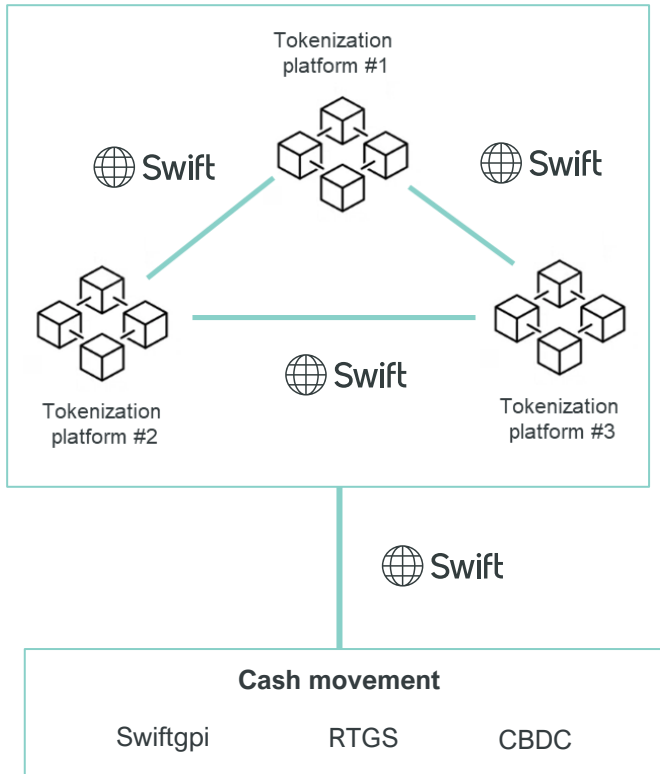 Tokenization
platform #1
Swift
Swift
Swift
Tokenization
platform #2
Tokenization
platform #3
Swift
Cash movement
Swiftgpi
RTGS
CBDC